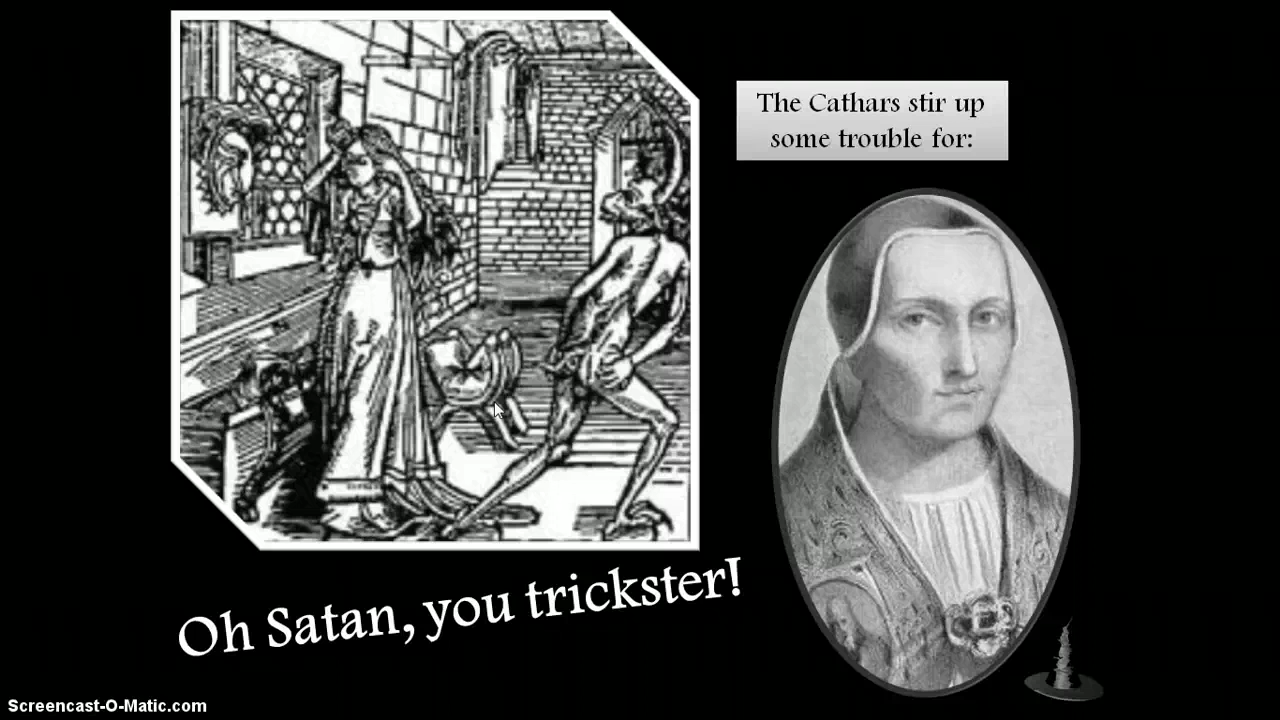 The Cathars stir up
some trouble for:
Oh Satan, you trickster!
Screencast-O-Matic.com